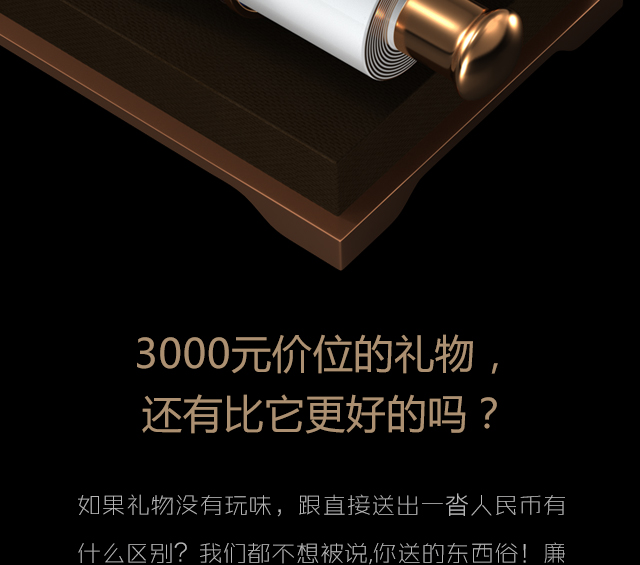 3000元价位的礼物，
还有比它更好的吗？
如果礼物没有玩味，跟直接送出一沓人民币有
什么区别？我们都不想被说,你送的东西俗！廉